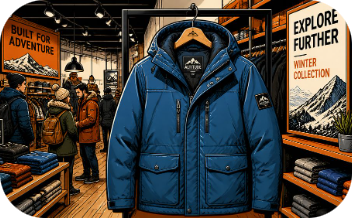 BUILT FOR
ADVENTURE
EXPLORE
FURTHER
WINTER
COLLECTION